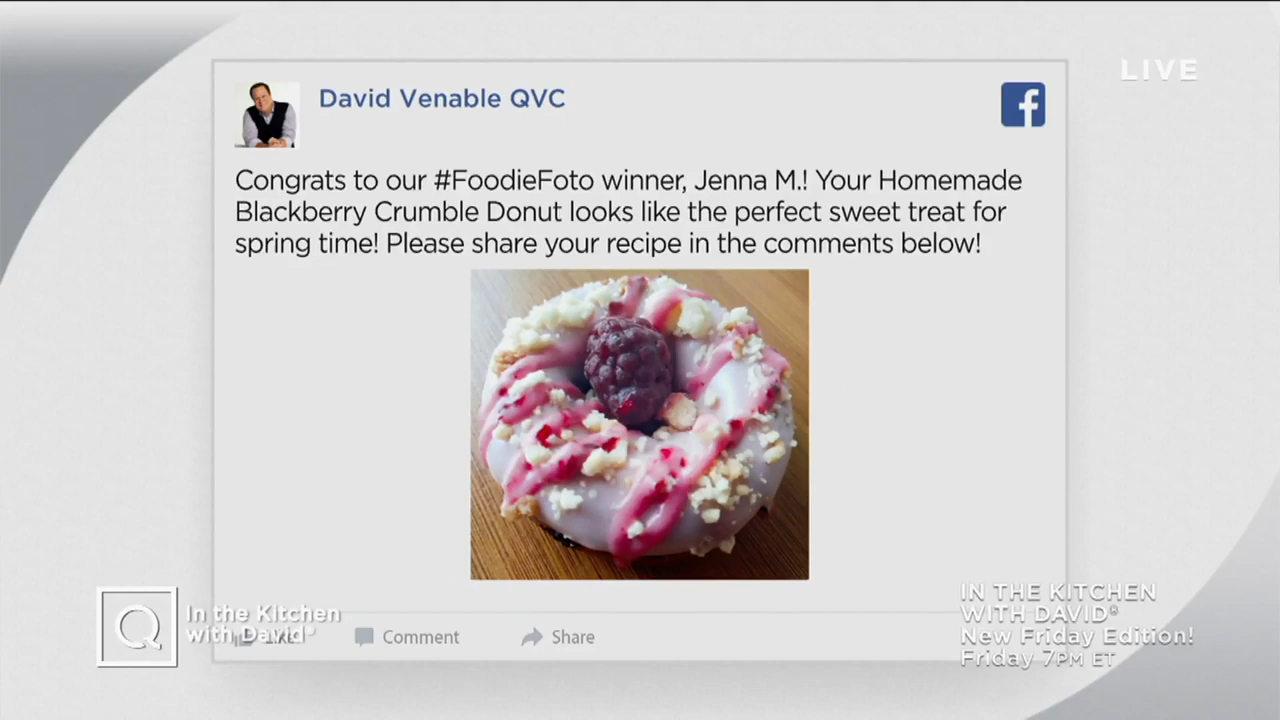 LIVE
David Venable QVC
f
Congrats to our #FoodieFoto winner, Jenna M.! Your Homemade
Blackberry Crumble Donut looks like the perfect sweet treat for
spring time! Please share your recipe in the comments below!
Q
In the Kitchen
with David®
Like
Comment
Share
IN THE KITCHEN
WITH DAVID®
New Friday Edition!
Friday 7PM ET